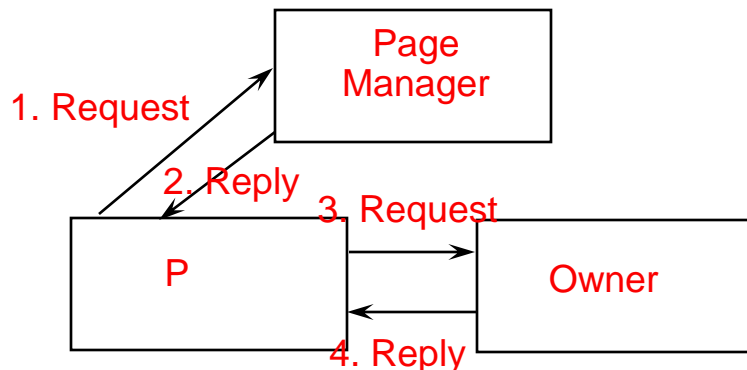 Page
Manager
1. Request
2. Reply
3. Request
P
Owner
4. Reply